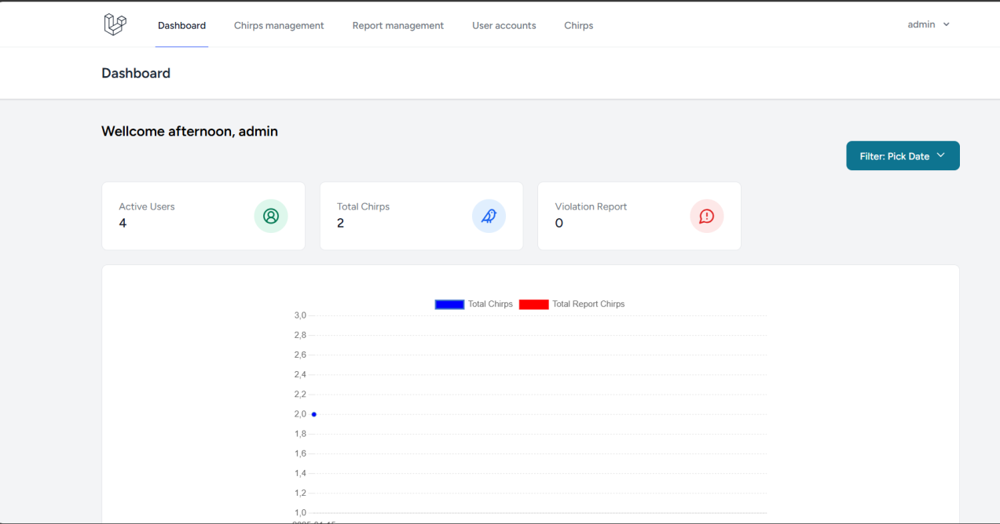 Dashboard Chirps management Report management User accounts Chirps admin
Dashboard
Wellcome afternoon, admin
Filter: Pick Date
Active Users
4
Total Chirps
2
Violation Report
0
Total Chirps Total Report Chirps
3,0
2,8
2,6
2,4
2,2
2,0
1,8
1,6
1,4
1,2
1,0